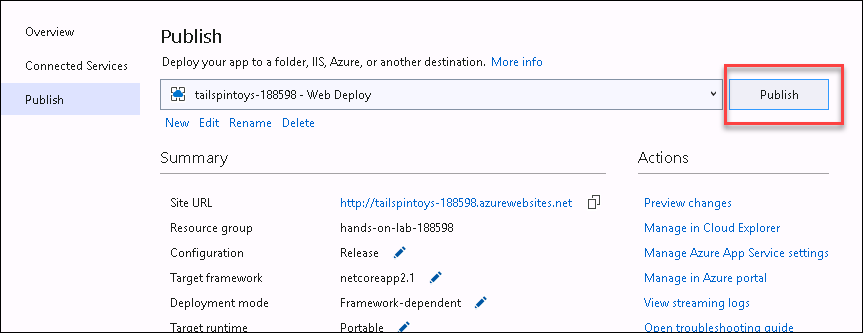 Overview
Connected Services
Publish
Publish
Deploy your app to a folder, IIS, Azure, or another destination. More info
tailspintoys-188598 - Web Deploy
Publish
New Edit Rename Delete
Summary
Site URL http://tailspintoys-188598.azurewebsites.net
Resource group hands-on-lab-188598
Configuration Release
Target framework netcoreapp2.1
Deployment mode Framework-dependent
Target runtime Portable
Actions
Preview changes
Manage in Cloud Explorer
Manage Azure App Service settings
Manage in Azure portal
View streaming logs
Open troubleshooting guide